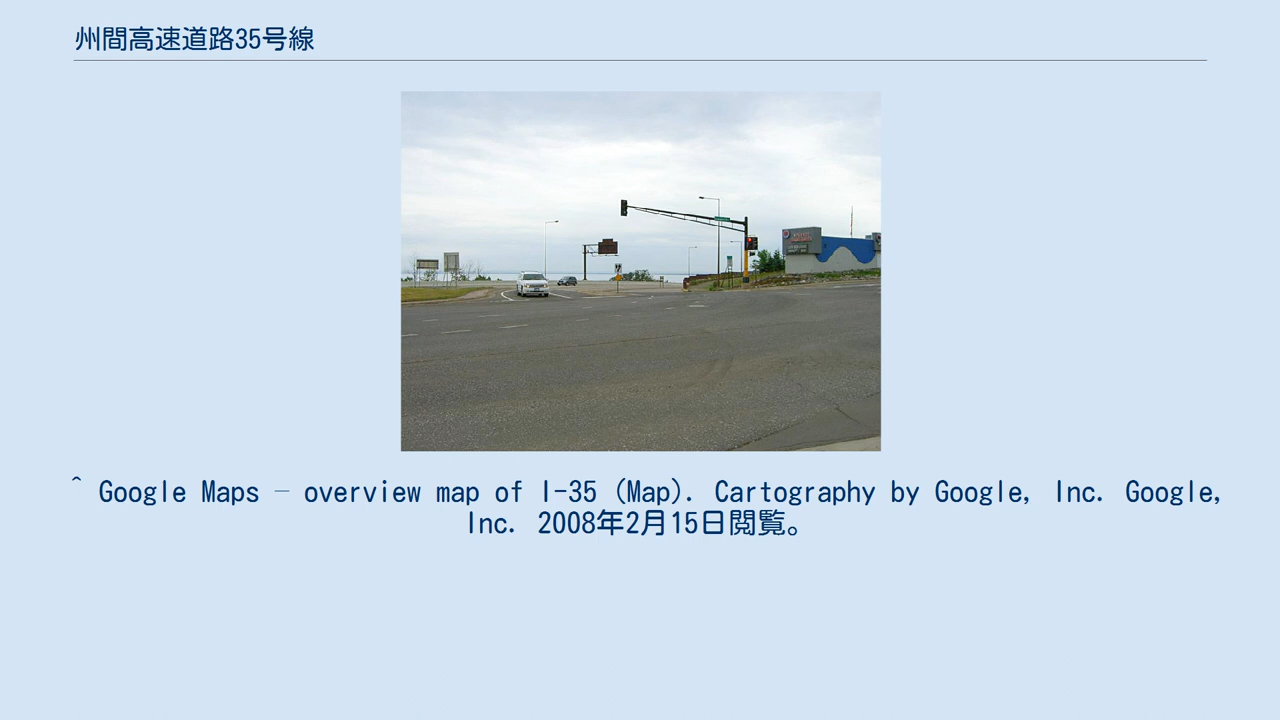 州間高速道路35号線
^ Google Maps – overview map of I-35 (Map). Cartography by Google, Inc. Google,
Inc. 2008年2月15日閲覧。